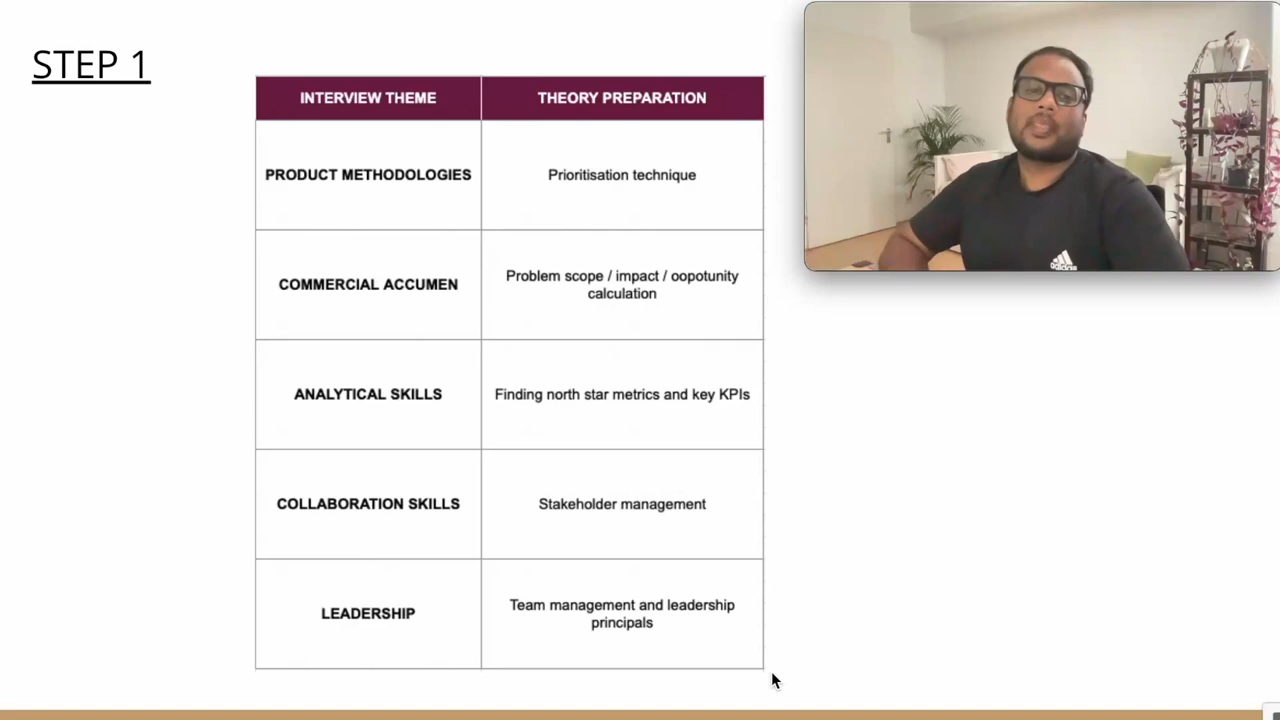 STEP 1
INTERVIEW THEME
THEORY PREPARATION
PRODUCT METHODOLOGIES
Prioritisation technique
COMMERCIAL ACCUMEN
Problem scope / impact / oopotunity
calculation
ANALYTICAL SKILLS
Finding north star metrics and key KPIs
COLLABORATION SKILLS
Stakeholder management
LEADERSHIP
Team management and leadership
principals
adidas